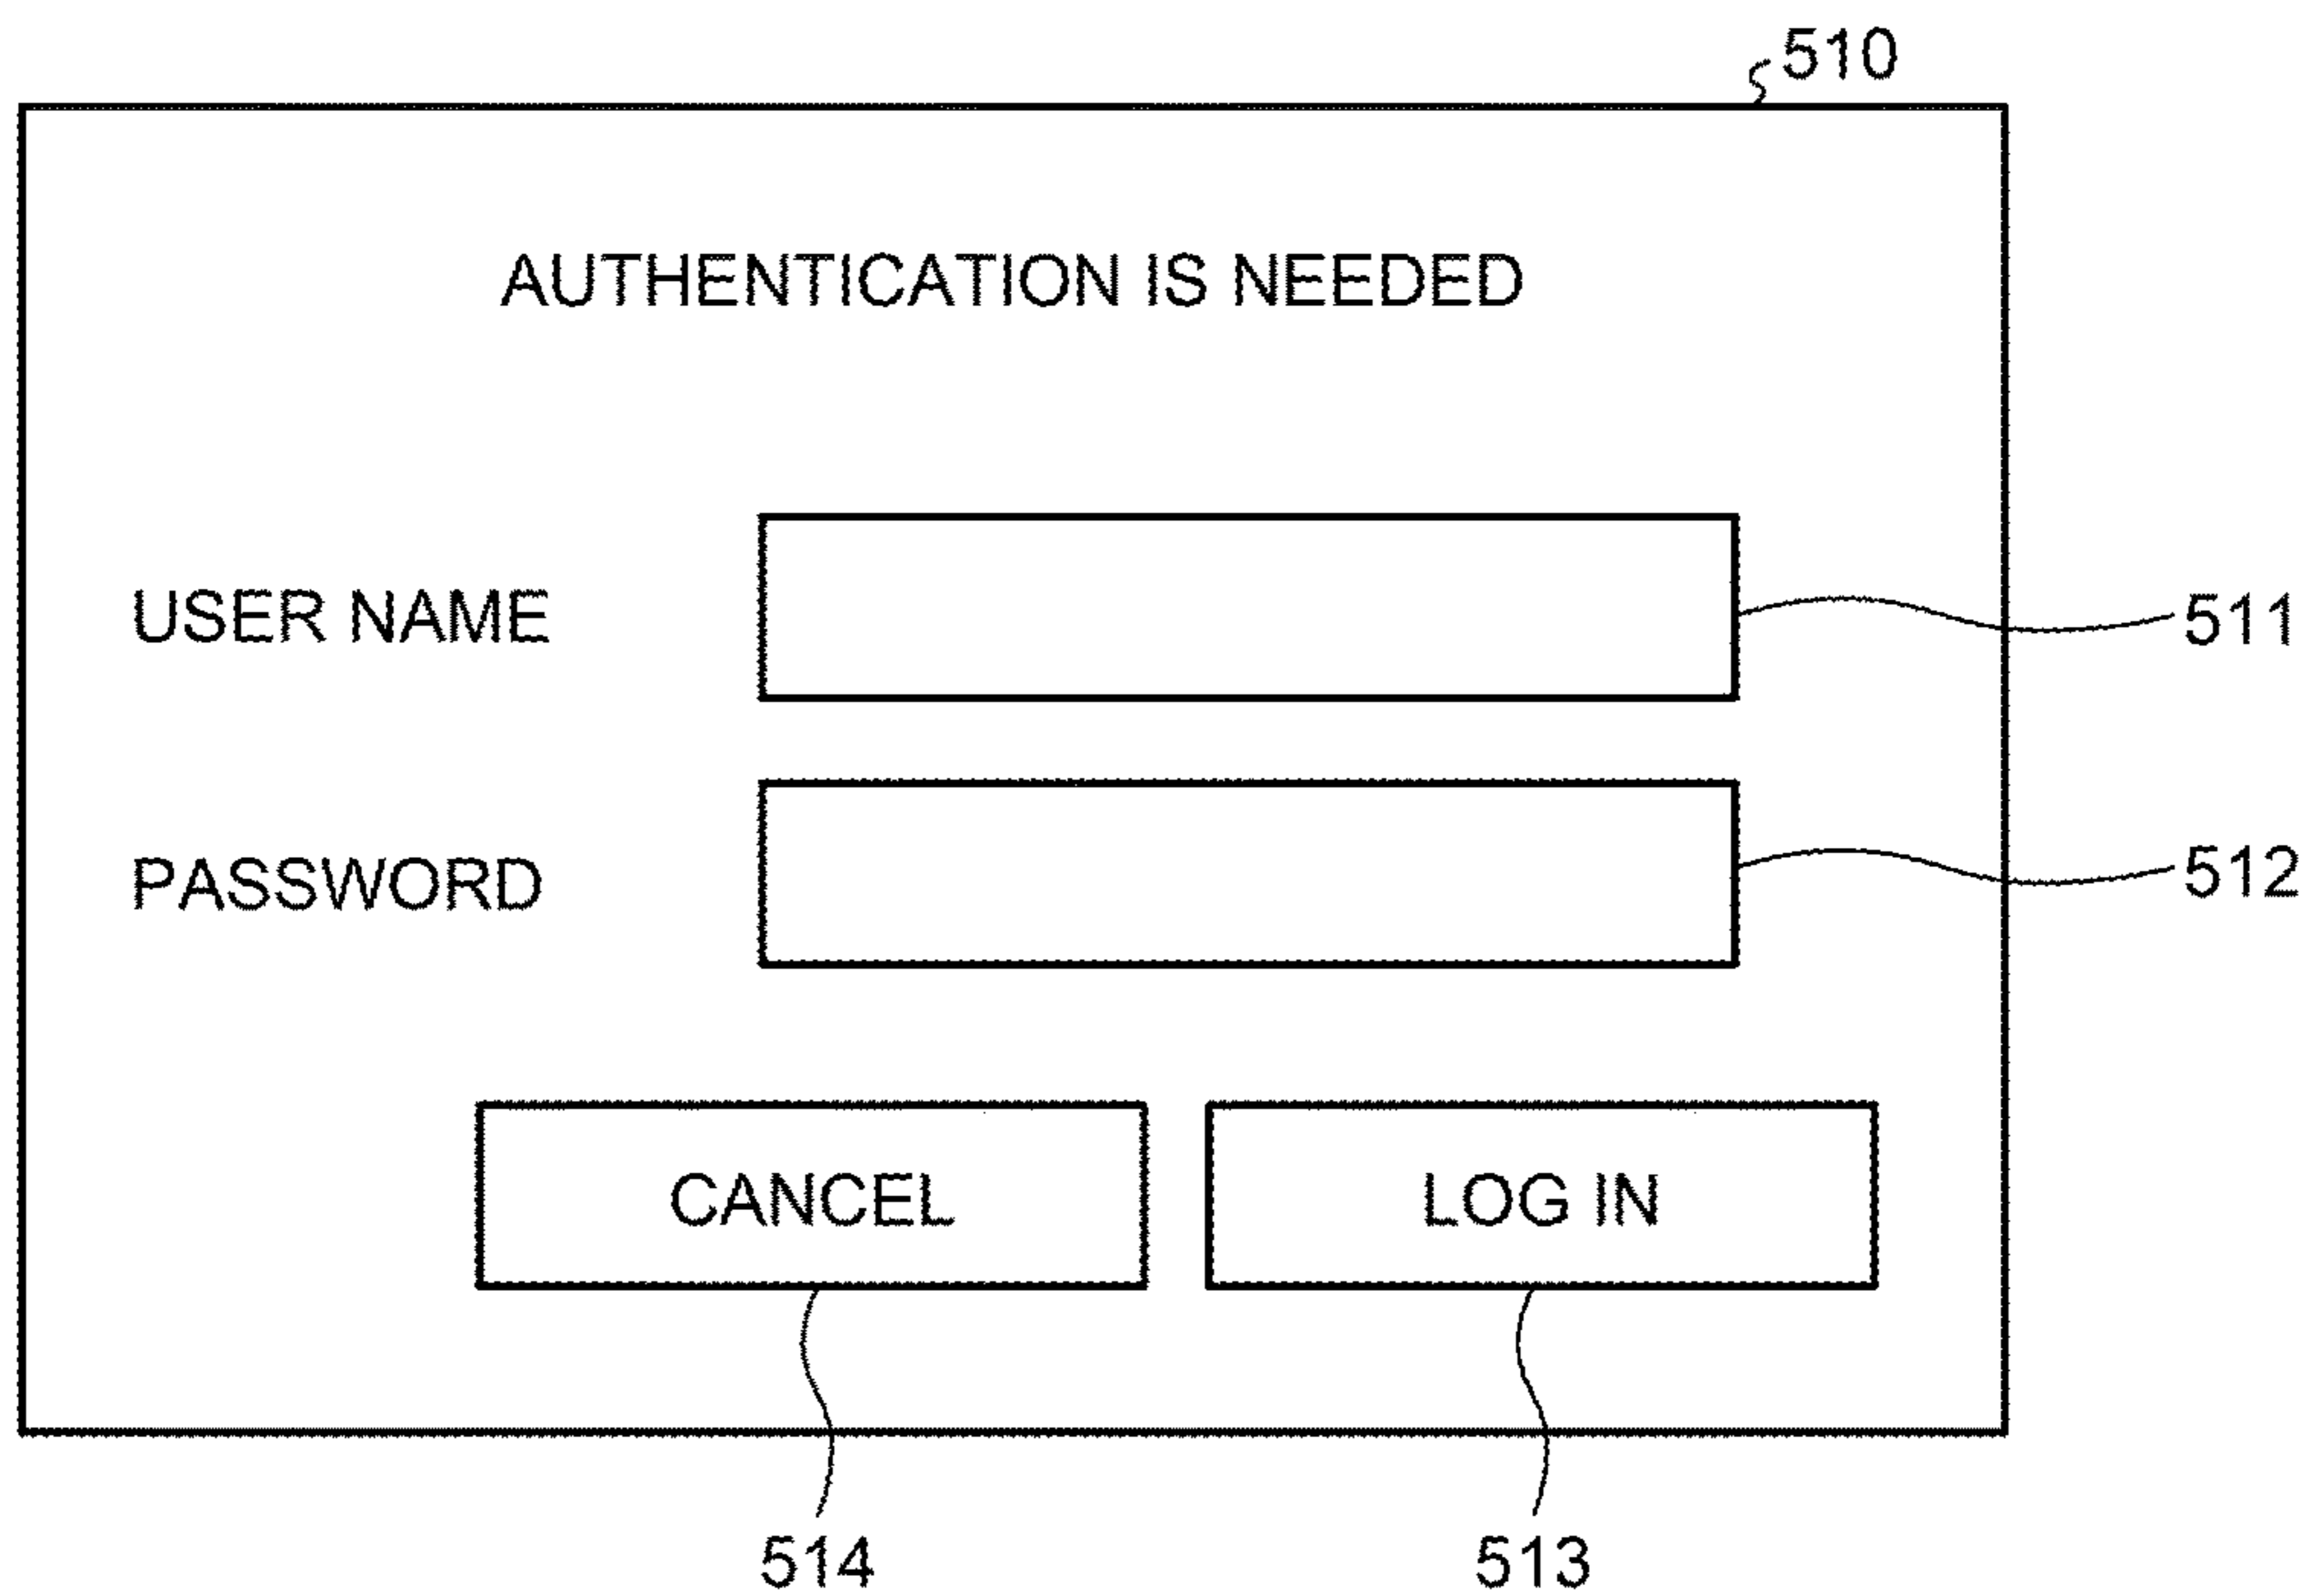 510
AUTHENTICATION IS NEEDED
USER NAME
511
PASSWORD
512
CANCEL
LOG IN
514
513